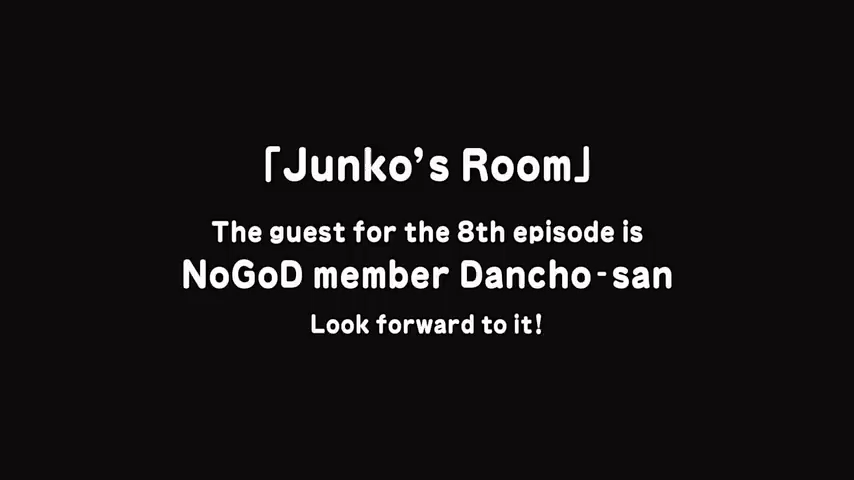 「Junko's Room」
The guest for the 8th episode is
NoGoD member Dancho-san
Look forward to it!